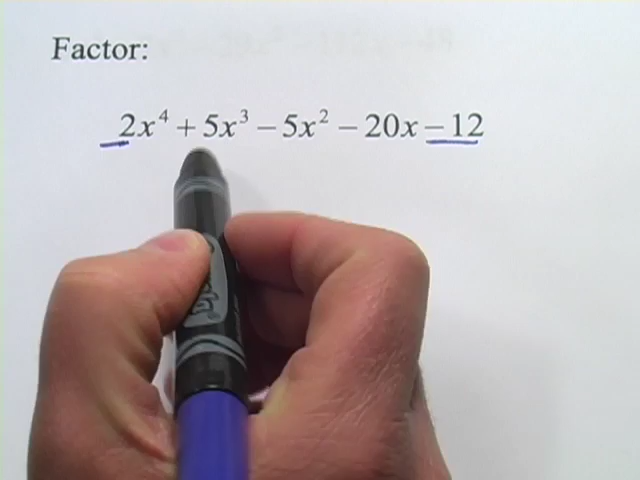 Factor:
2x⁴ + 5x³ − 5x² − 20x − 12